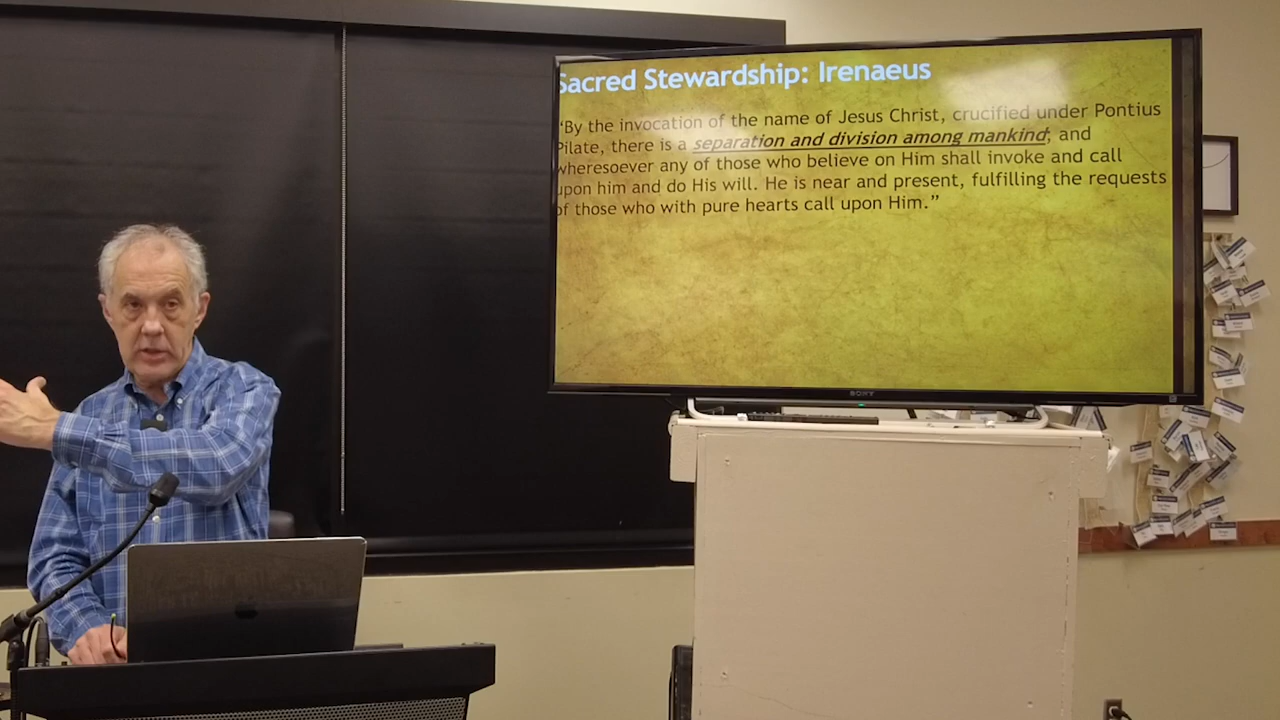 Sacred Stewardship: Irenaeus
“By the invocation of the name of Jesus Christ, crucified under Pontius
Pilate, there is a separation and division among mankind; and
wheresoever any of those who believe on Him shall invoke and call
upon him and do His will. He is near and present, fulfilling the requests
of those who with pure hearts call upon Him.”
SONY